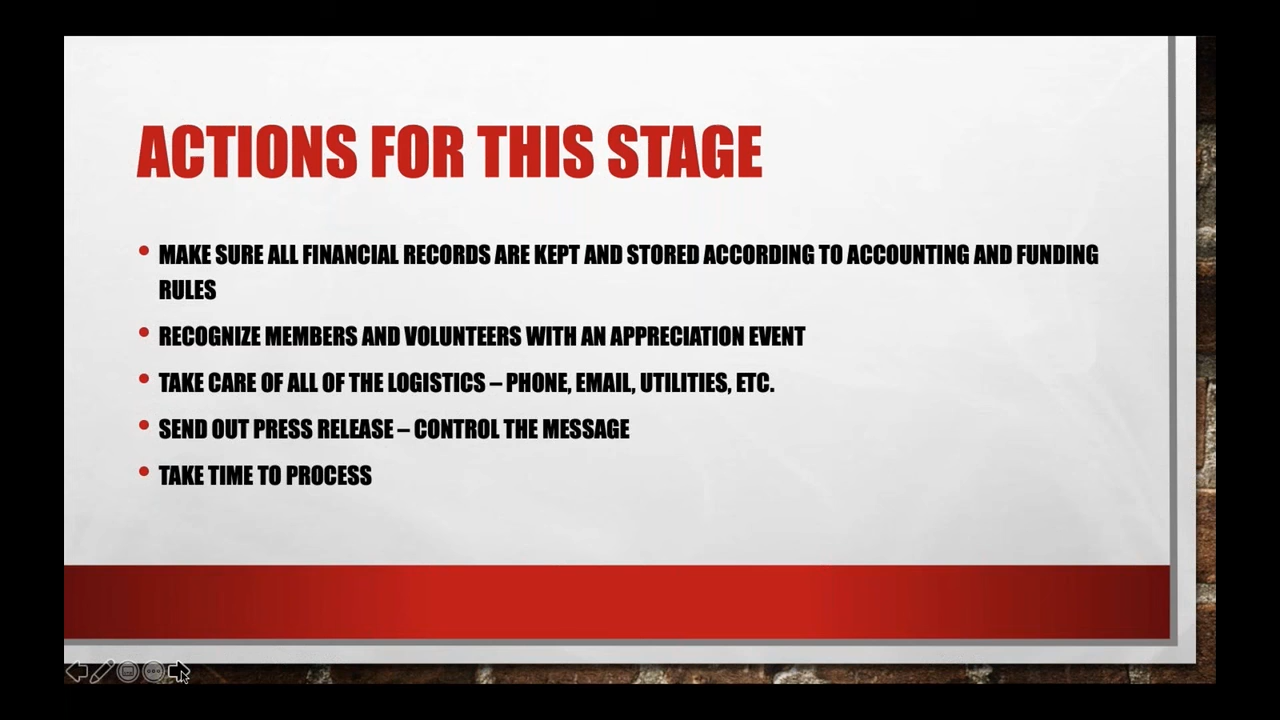 ACTIONS FOR THIS STAGE
• MAKE SURE ALL FINANCIAL RECORDS ARE KEPT AND STORED ACCORDING TO ACCOUNTING AND FUNDING
RULES
• RECOGNIZE MEMBERS AND VOLUNTEERS WITH AN APPRECIATION EVENT
• TAKE CARE OF ALL OF THE LOGISTICS – PHONE, EMAIL, UTILITIES, ETC.
• SEND OUT PRESS RELEASE – CONTROL THE MESSAGE
• TAKE TIME TO PROCESS